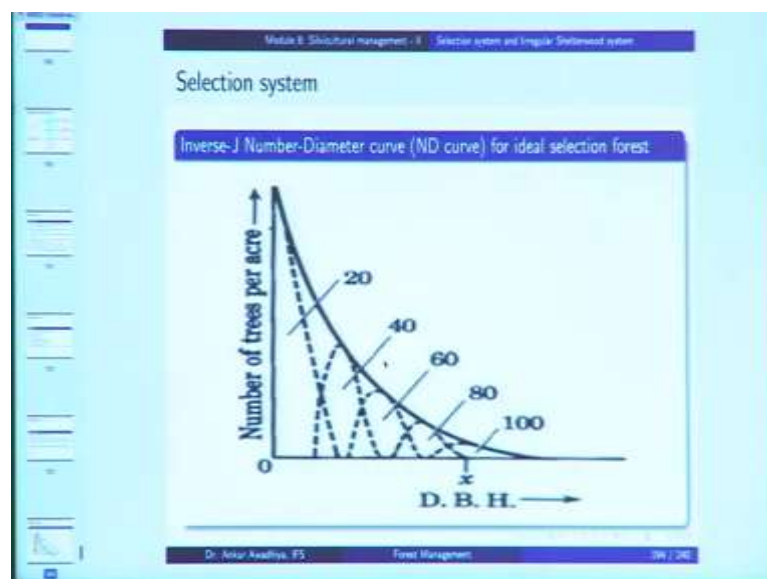 Module 8: Silvicultural management - II Selection system and Irregular Shelterwood system
Selection system
Inverse-J Number-Diameter curve (ND curve) for ideal selection forest
Number of trees per acre
20
40
60
80
100
0
x
D. B. H.
Dr. Ankur Awadhiya, IFS Forest Management